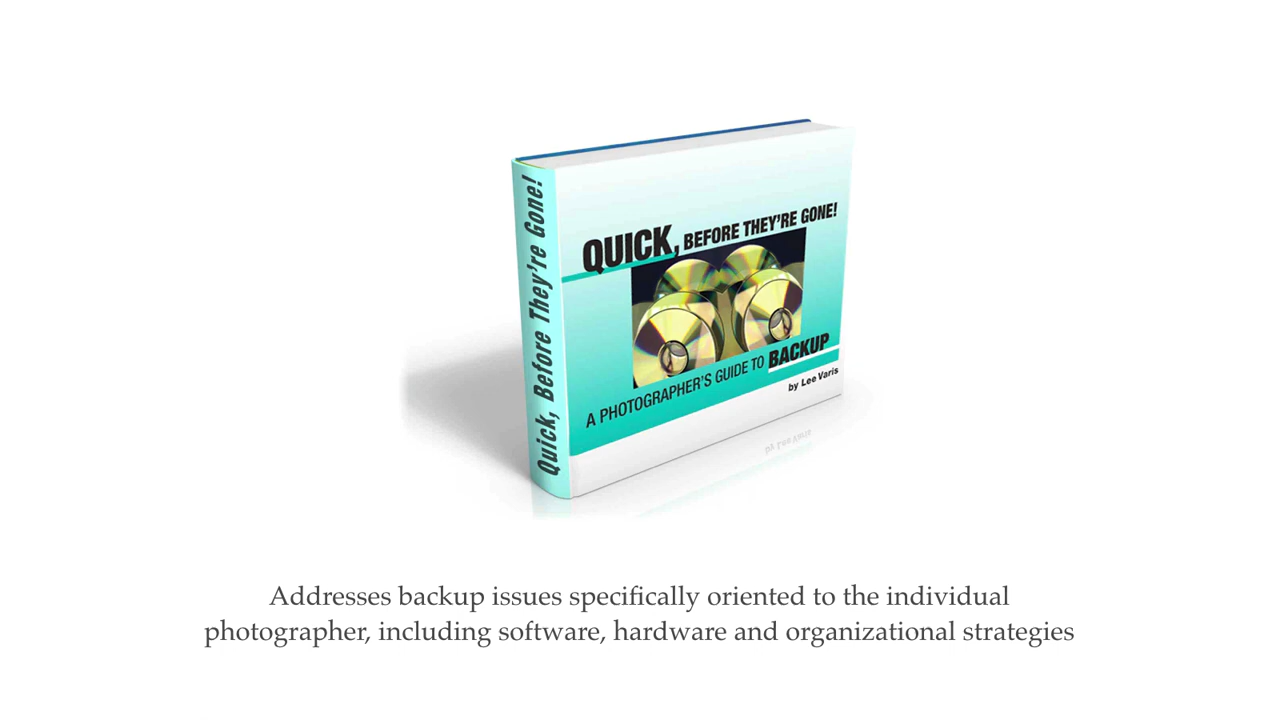 Quick, Before They're Gone!
QUICK, BEFORE THEY'RE GONE!
A PHOTOGRAPHER'S GUIDE TO BACKUP
by Lee Varis
Addresses backup issues specifically oriented to the individual
photographer, including software, hardware and organizational strategies